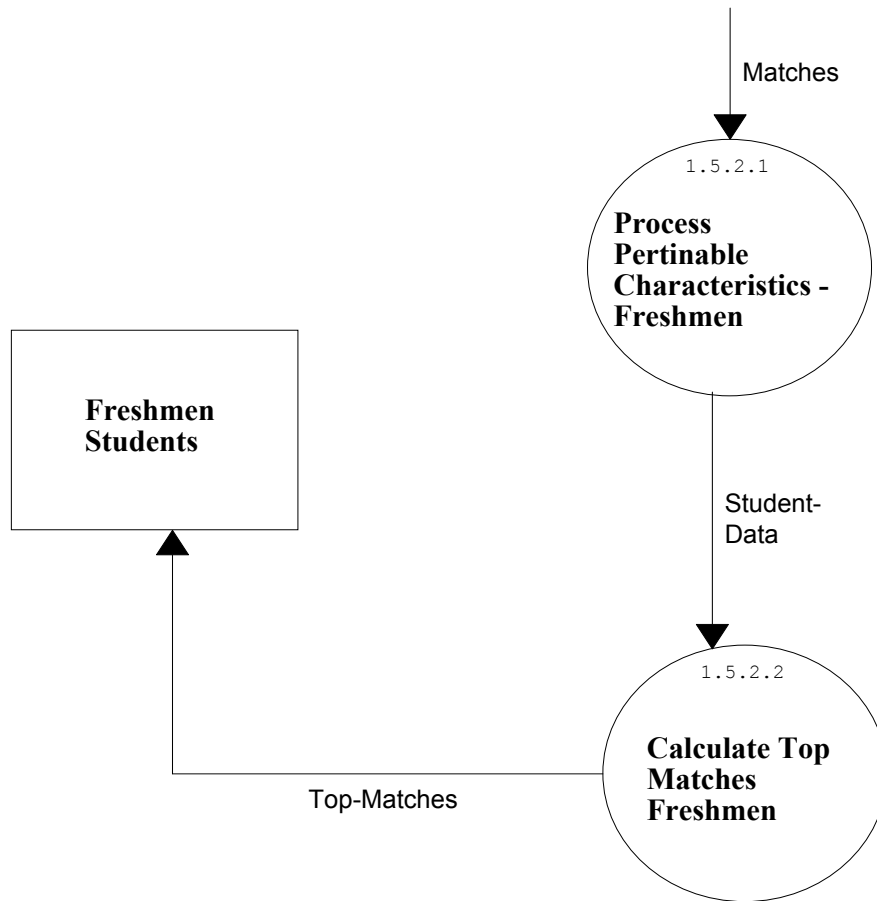 Matches
1.5.2.1
Process
Pertinable
Characteristics -
Freshmen
Freshmen
Students
Student-
Data
1.5.2.2
Calculate Top
Matches
Freshmen
Top-Matches